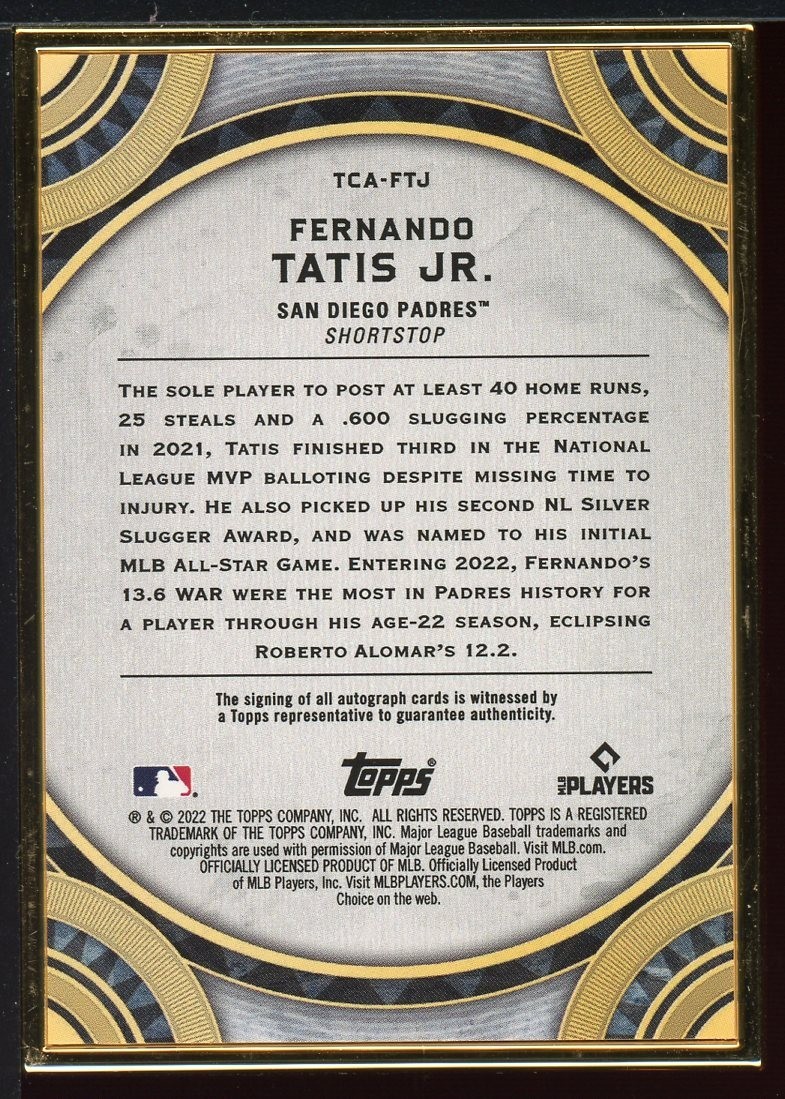 TCA-FTJ
FERNANDO
TATIS JR.
SAN DIEGO PADRES™
SHORTSTOP
THE SOLE PLAYER TO POST AT LEAST 40 HOME RUNS,
25 STEALS AND A .600 SLUGGING PERCENTAGE
IN 2021, TATIS FINISHED THIRD IN THE NATIONAL
LEAGUE MVP BALLOTING DESPITE MISSING TIME TO
INJURY. HE ALSO PICKED UP HIS SECOND NL SILVER
SLUGGER AWARD, AND WAS NAMED TO HIS INITIAL
MLB ALL-STAR GAME. ENTERING 2022, FERNANDO'S
13.6 WAR WERE THE MOST IN PADRES HISTORY FOR
A PLAYER THROUGH HIS AGE-22 SEASON, ECLIPSING
ROBERTO ALOMAR'S 12.2.
The signing of all autograph cards is witnessed by
a Topps representative to guarantee authenticity.
topps®
MLB PLAYERS
® & © 2022 THE TOPPS COMPANY, INC. ALL RIGHTS RESERVED. TOPPS IS A REGISTERED
TRADEMARK OF THE TOPPS COMPANY, INC. Major League Baseball trademarks and
copyrights are used with permission of Major League Baseball. Visit MLB.com.
OFFICIALLY LICENSED PRODUCT OF MLB. Officially Licensed Product
of MLB Players, Inc. Visit MLBPLAYERS.COM, the Players
Choice on the web.